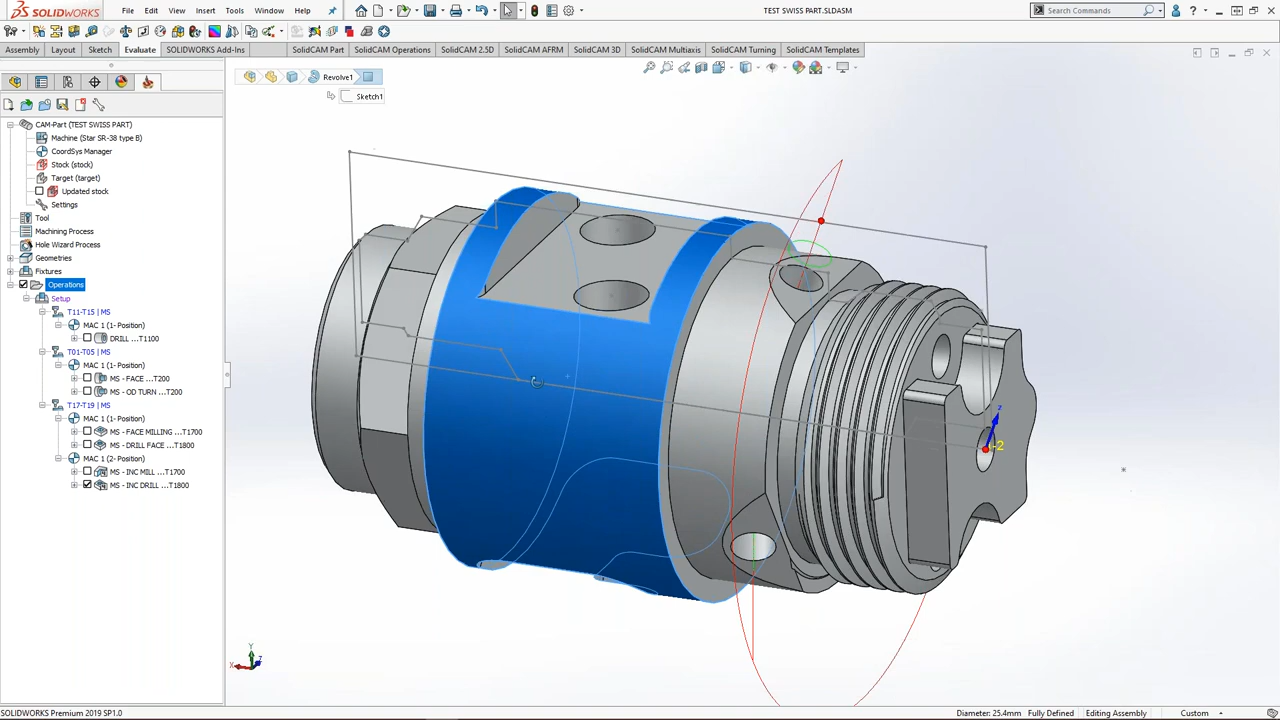 SOLIDWORKS File Edit View Insert Tools Window Help TEST SWISS PART.SLDASM Search Commands
Assembly Layout Sketch Evaluate SOLIDWORKS Add-Ins SolidCAM Part SolidCAM Operations SolidCAM 2.5D SolidCAM AFRM SolidCAM 3D SolidCAM Multiaxis SolidCAM Turning SolidCAM Templates
Revolve1
Sketch1
CAM-Part (TEST SWISS PART)
Machine (Star SR-38 type B)
CoordSys Manager
Stock (stock)
Target (target)
Updated stock
Settings
Tool
Machining Process
Hole Wizard Process
Geometries
Fixtures
Operations
Setup
T11-T15 | MS
MAC 1 (1- Position)
DRILL ...T1100
T01-T05 | MS
MAC 1 (1- Position)
MS - FACE ...T200
MS - OD TURN ...T200
T17-T19 | MS
MAC 1 (1- Position)
MS - FACE MILLING ...T1700
MS - DRILL FACE ...T1800
MAC 1 (2- Position)
MS - INC MILL ...T1700
MS - INC DRILL ...T1800
z
-2
Y
X
Z
SOLIDWORKS Premium 2019 SP1.0 Diameter: 25.4mm Fully Defined Editing Assembly Custom